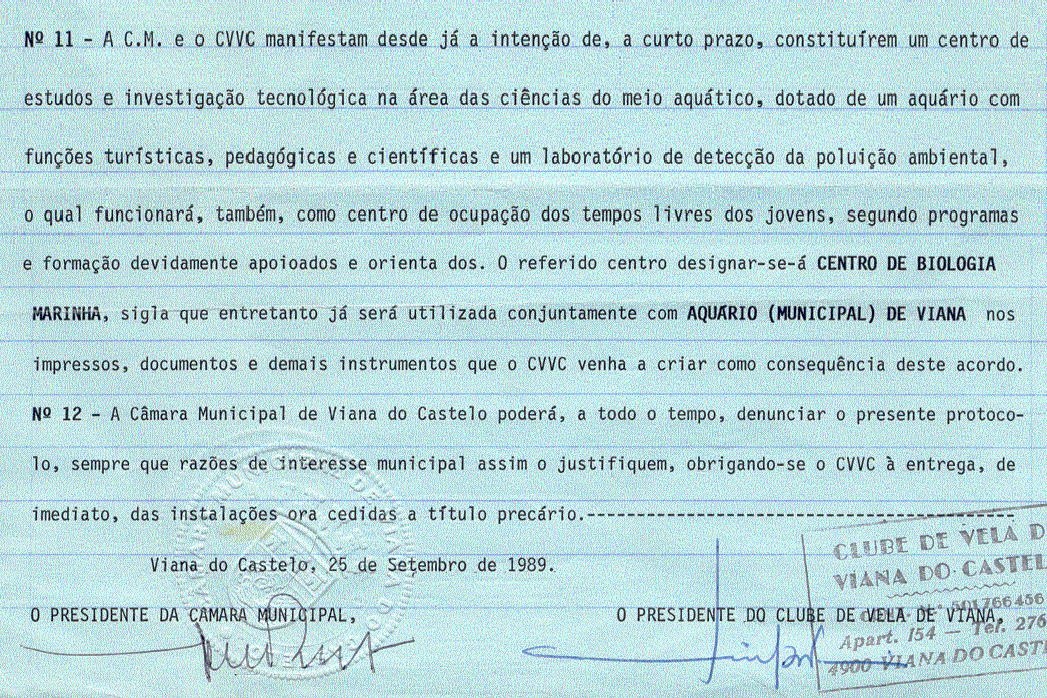 Nº 11 - A C.M. e o CVVC manifestam desde já a intenção de, a curto prazo, constituírem um centro de
estudos e investigação tecnológica na área das ciências do meio aquático, dotado de um aquário com
funções turísticas, pedagógicas e científicas e um laboratório de detecção da poluição ambiental,
o qual funcionará, também, como centro de ocupação dos tempos livres dos jovens, segundo programas
e formação devidamente apoioados e orienta dos. O referido centro designar-se-á CENTRO DE BIOLOGIA
MARINHA, sigla que entretanto já será utilizada conjuntamente com AQUÁRIO (MUNICIPAL) DE VIANA nos
impressos, documentos e demais instrumentos que o CVVC venha a criar como consequência deste acordo.
Nº 12 - A Câmara Municipal de Viana do Castelo poderá, a todo o tempo, denunciar o presente protoco-
lo, sempre que razões de interesse municipal assim o justifiquem, obrigando-se o CVVC à entrega, de
imediato, das instalações ora cedidas a título precário.-------------------------------------------
Viana do Castelo, 25 de Setembro de 1989.
O PRESIDENTE DA CÂMARA MUNICIPAL,
O PRESIDENTE DO CLUBE DE VELA DE VIANA,
CLUBE DE VELA D
VIANA DO CASTEL
501766456
Apart. 154 — Tel. 276
4900 VIANA DO CAST